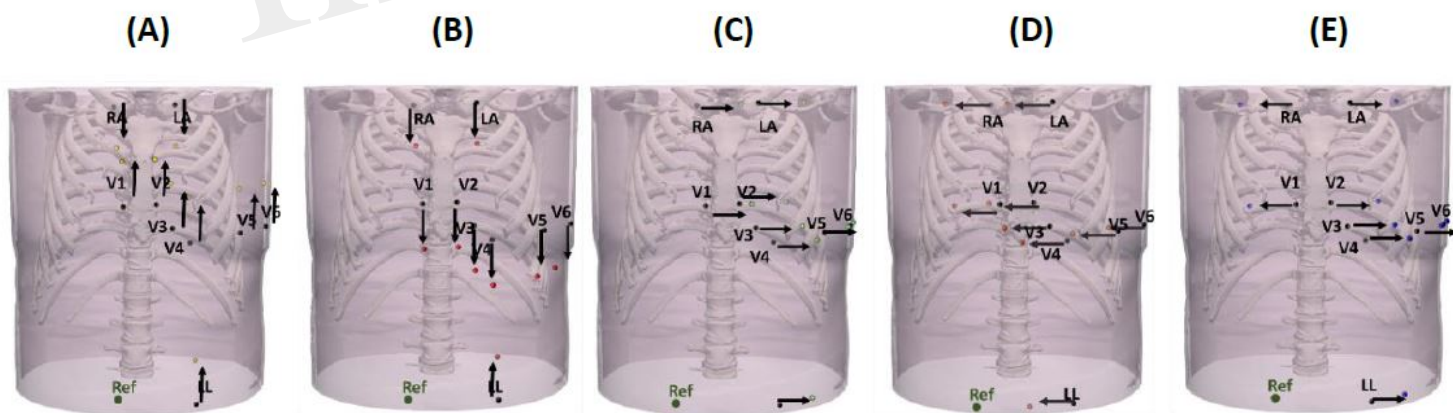 (A) (B) (C) (D) (E)
RA LA RA LA RA LA RA LA RA LA
V1 V2 V1 V2 V1 V2 V1 V2 V1 V2
V3 V4 V5 V6 V3 V4 V5 V6 V3 V4 V5 V6 V3 V4 V5 V6 V3 V4 V5 V6
Ref LL Ref LL Ref Ref LL Ref LL